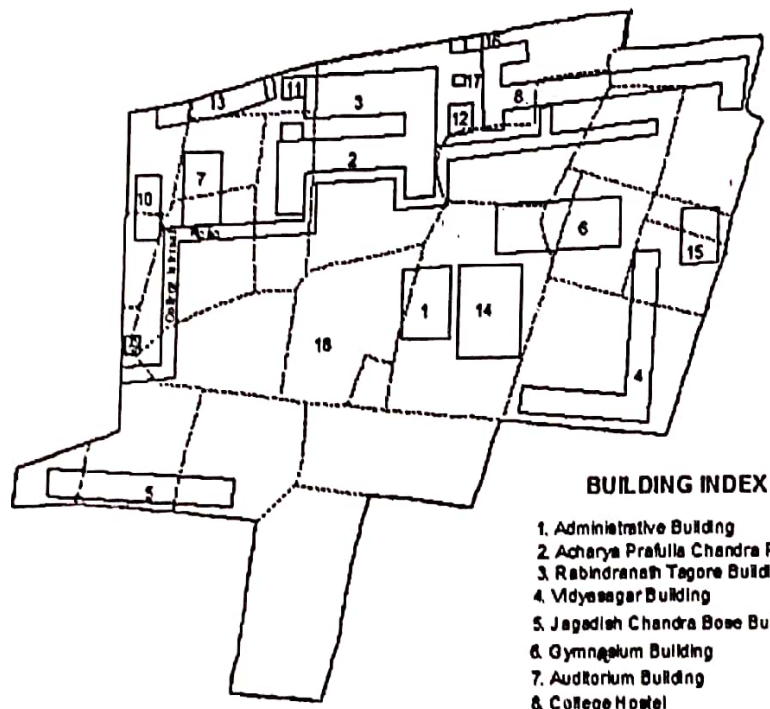 16
11
17
13
3
8
12
2
7
10
6
15
1
14
18
4
5
BUILDING INDEX
1. Administrative Building
2. Acharya Prafulla Chandra
3. Rabindranath Tagore Buildi
4. Vidyasagar Building
5. Jagadish Chandra Bose Bu
6. Gymnasium Building
7. Auditorium Building
8. College Hostel